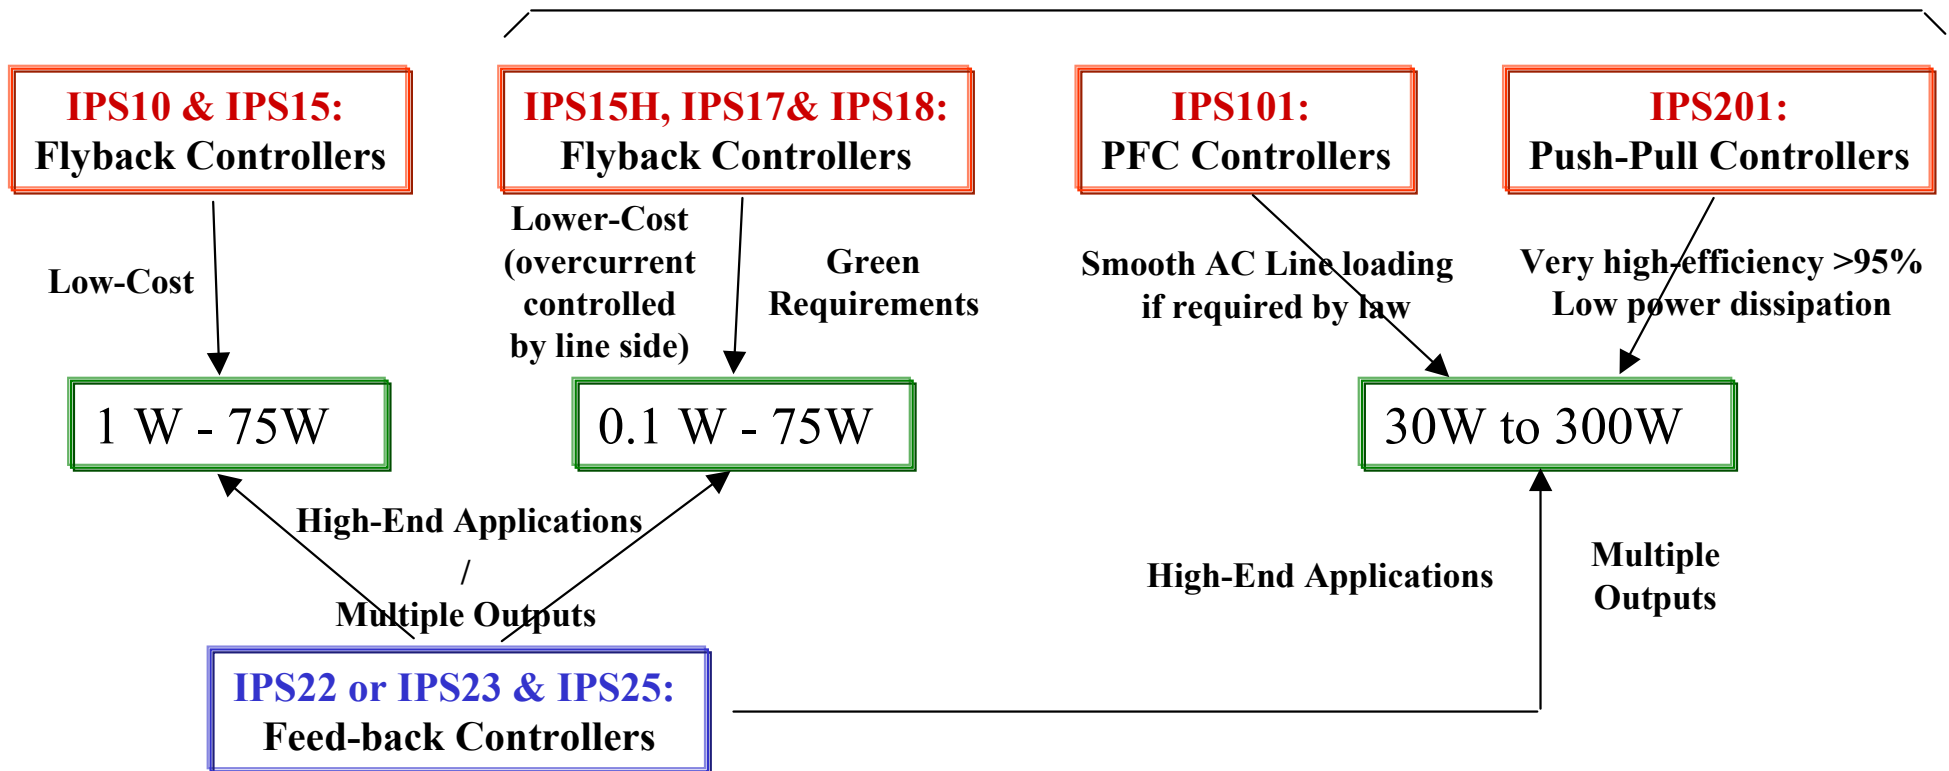 IPS10 & IPS15:
Flyback Controllers
IPS15H, IPS17& IPS18:
Flyback Controllers
IPS101:
PFC Controllers
IPS201:
Push-Pull Controllers
Low-Cost
Lower-Cost
(overcurrent
controlled
by line side)
Green
Requirements
Smooth AC Line loading
if required by law
Very high-efficiency >95%
Low power dissipation
1 W - 75W
0.1 W - 75W
30W to 300W
High-End Applications
/
Multiple Outputs
High-End Applications
Multiple
Outputs
IPS22 or IPS23 & IPS25:
Feed-back Controllers